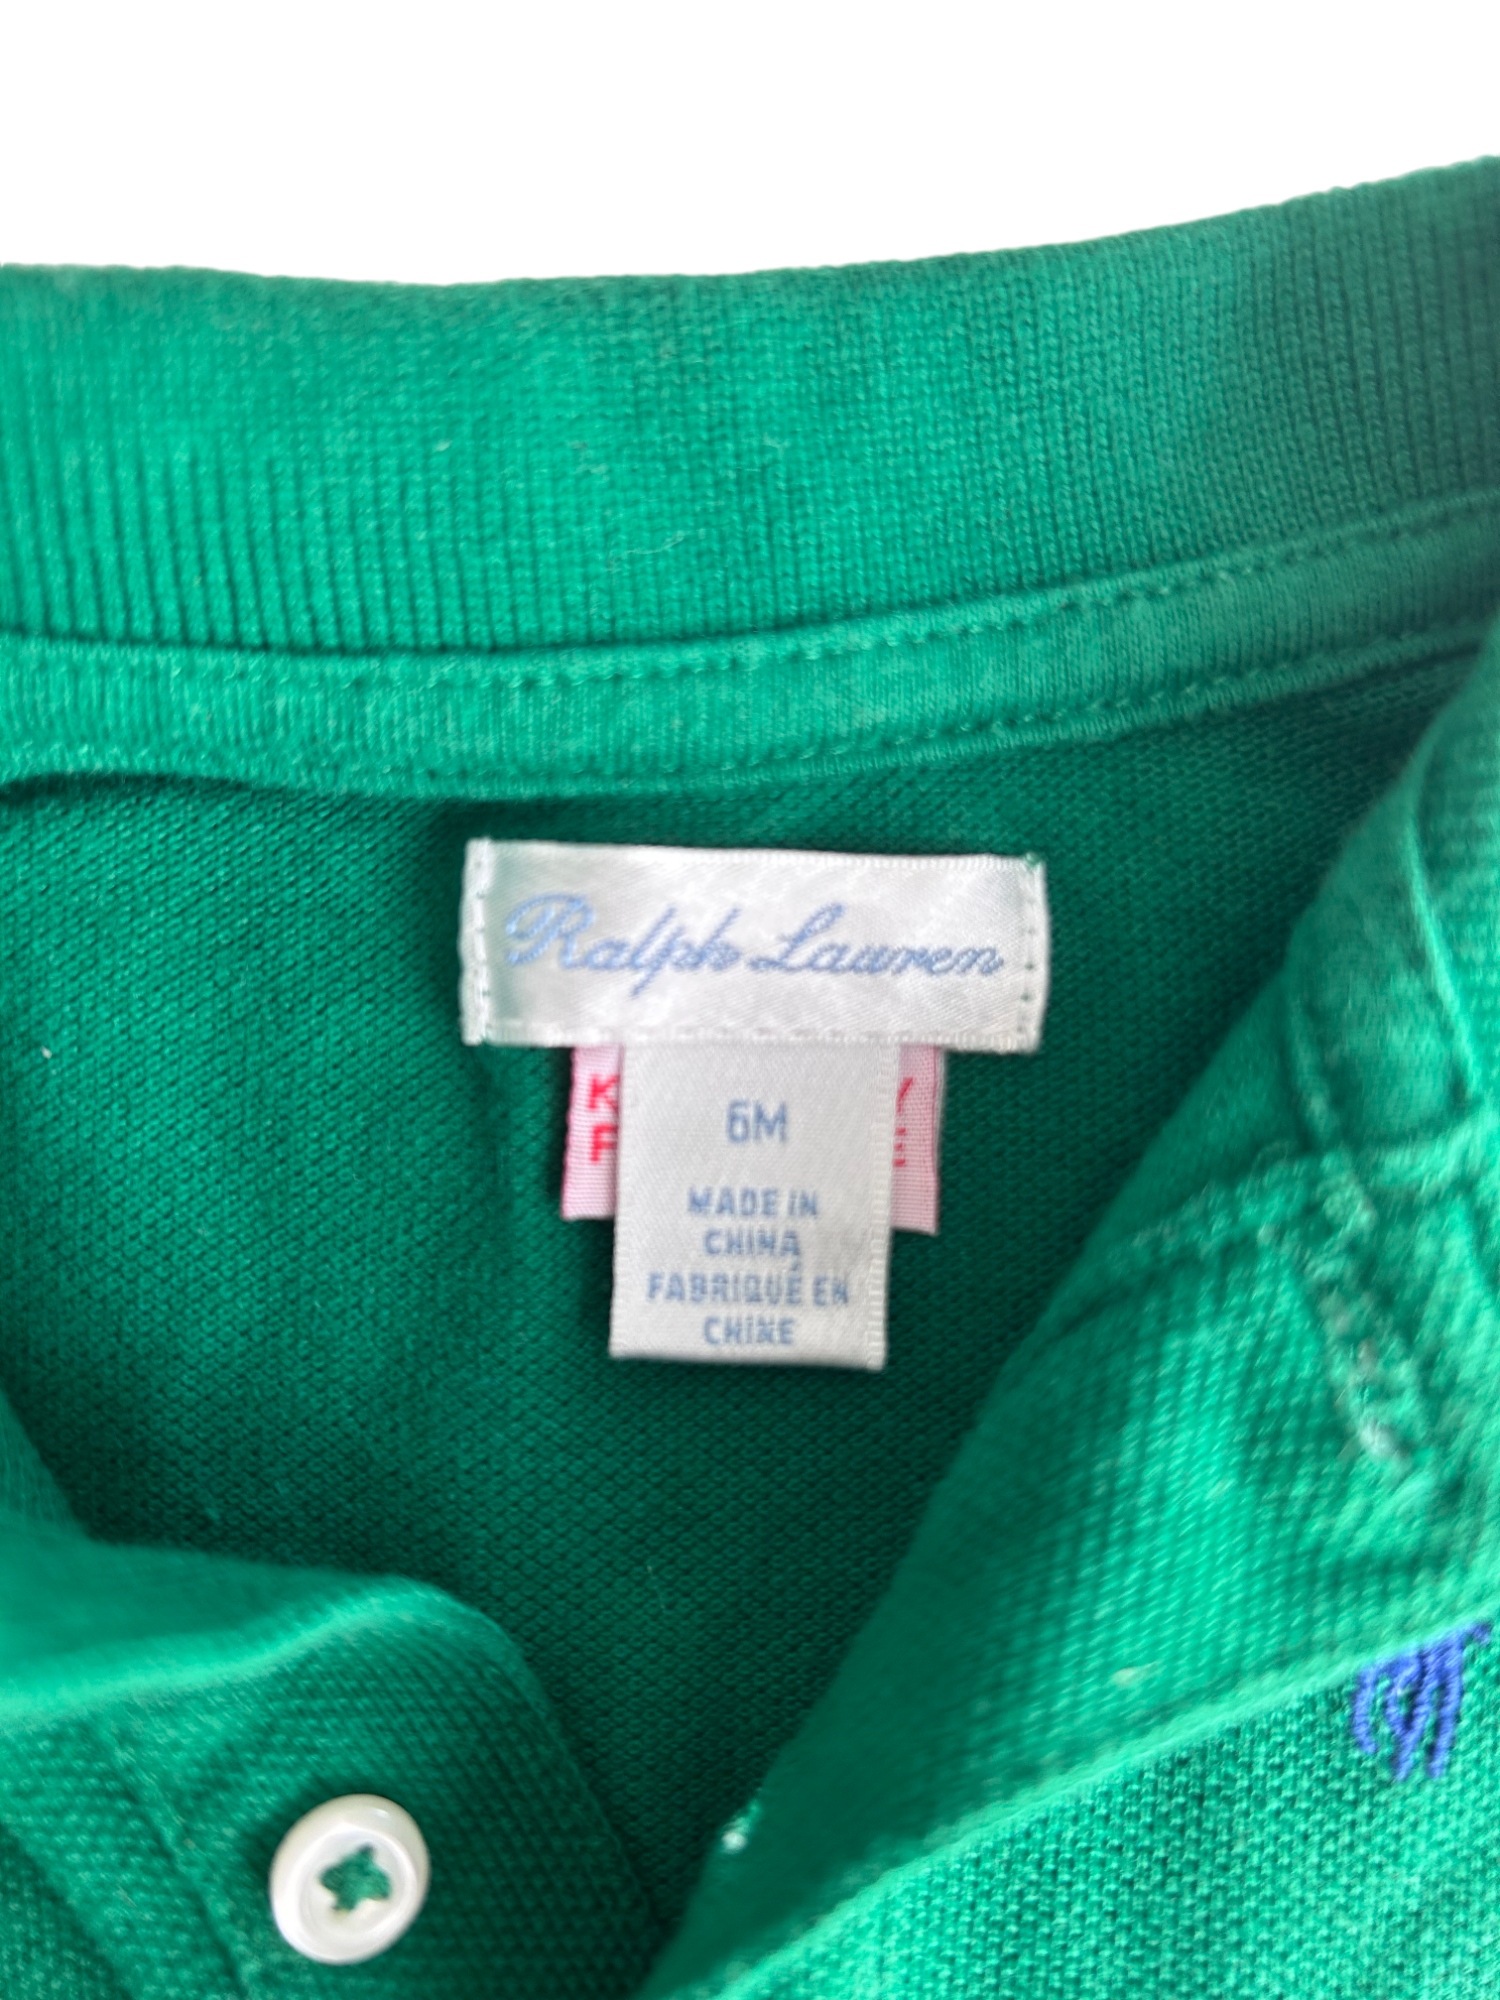 Ralph Lauren
6M
MADE IN
CHINA
FABRIQUÉ EN
CHINE